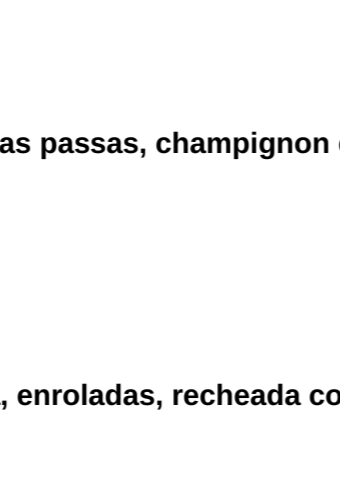 as passas, champignon
, enroladas, recheada co